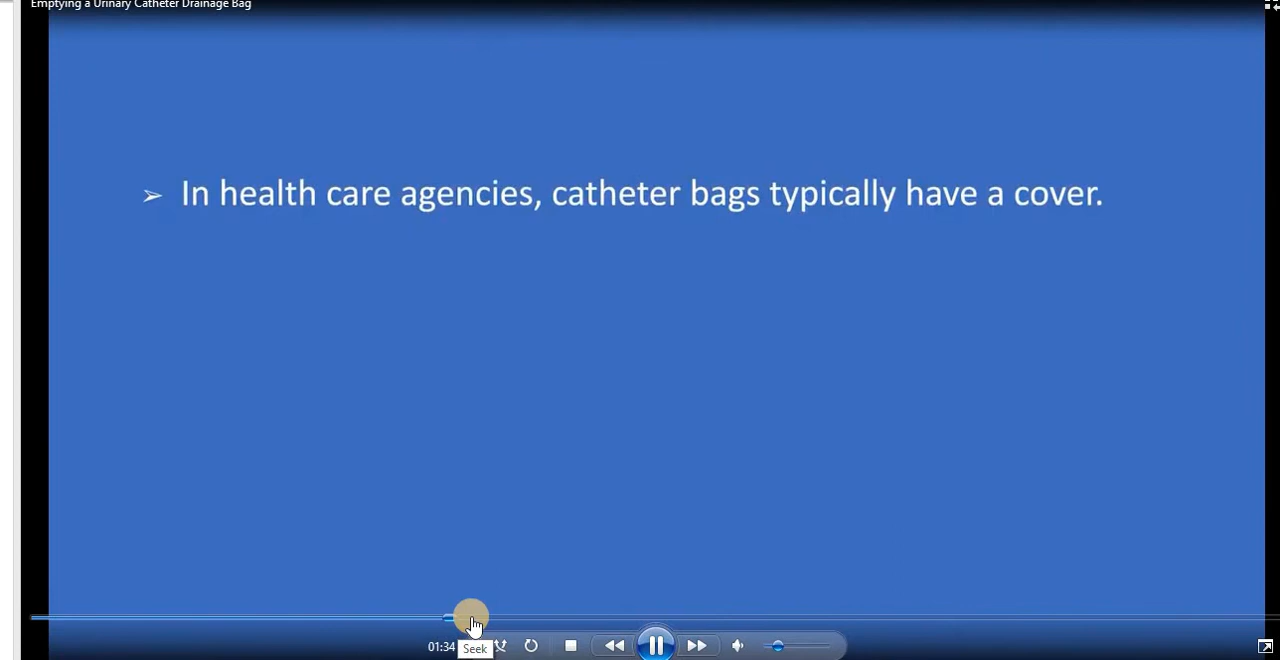 Emptying a Urinary Catheter Drainage Bag
➢ In health care agencies, catheter bags typically have a cover.
01:34
Seek